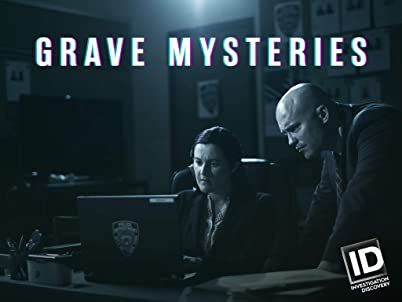 GRAVE MYSTERIES
ID
INVESTIGATION
DISCOVERY